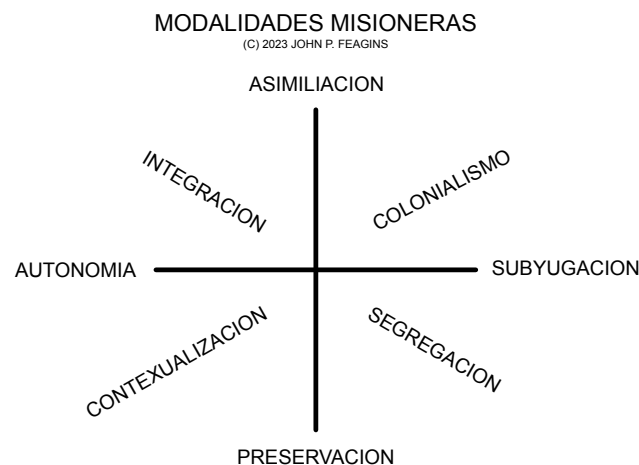 MODALIDADES MISIONERAS
(C) 2023 JOHN P. FEAGINS
ASIMILIACION
INTEGRACION
COLONIALISMO
AUTONOMIA
SUBYUGACION
CONTEXUALIZACION
SEGREGACION
PRESERVACION